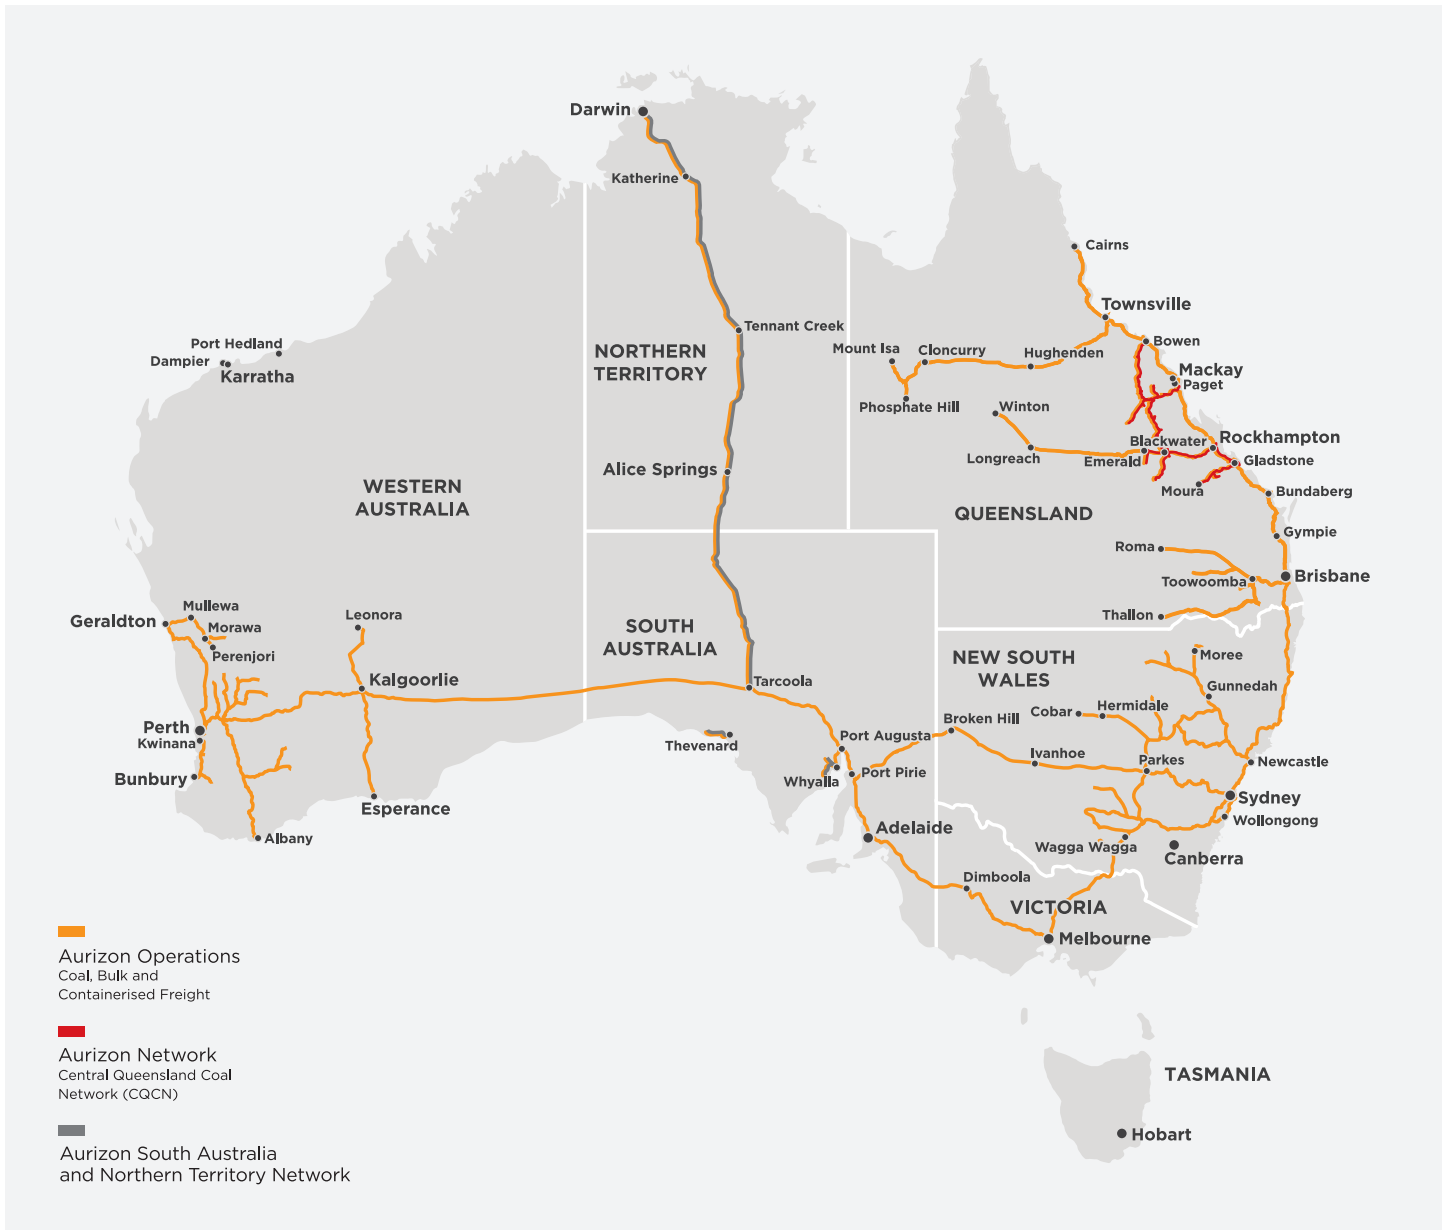 Darwin
Katherine
Cairns
Townsville
Tennant Creek
Port Hedland
Dampier
Karratha
NORTHERN
TERRITORY
Mount Isa
Cloncurry
Hughenden
Bowen
Mackay
Paget
Phosphate Hill
Winton
Blackwater
Rockhampton
Longreach
Emerald
Gladstone
Alice Springs
Moura
Bundaberg
WESTERN
AUSTRALIA
QUEENSLAND
Gympie
Roma
Toowoomba
Brisbane
Thallon
Mullewa
Geraldton
Morawa
Perenjori
Leonora
SOUTH
AUSTRALIA
NEW SOUTH
WALES
Moree
Kalgoorlie
Tarcoola
Gunnedah
Cobar
Hermidale
Broken Hill
Perth
Kwinana
Thevenard
Port Augusta
Ivanhoe
Parkes
Newcastle
Bunbury
Whyalla
Port Pirie
Sydney
Esperance
Wollongong
Albany
Adelaide
Wagga Wagga
Canberra
Dimboola
VICTORIA
Melbourne
Aurizon Operations
Coal, Bulk and
Containerised Freight
Aurizon Network
Central Queensland Coal
Network (CQCN)
TASMANIA
Hobart
Aurizon South Australia
and Northern Territory Network